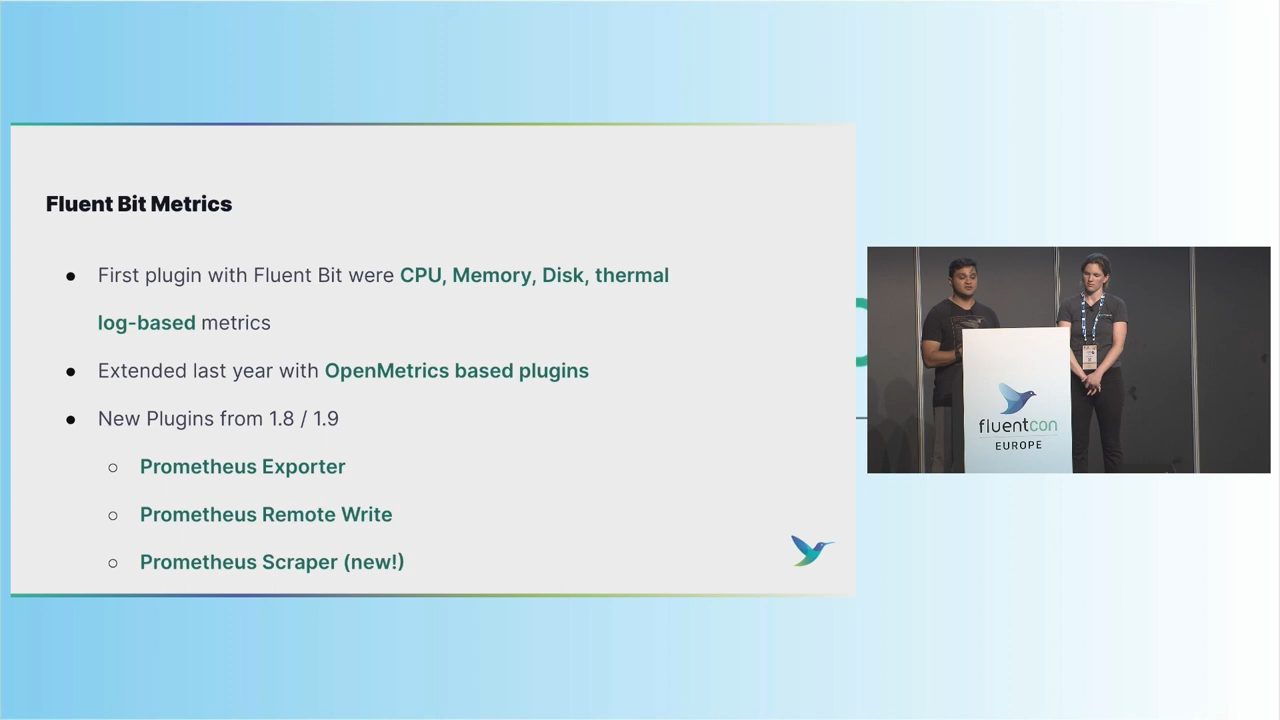 Fluent Bit Metrics
● First plugin with Fluent Bit were CPU, Memory, Disk, thermal
log-based metrics
● Extended last year with OpenMetrics based plugins
● New Plugins from 1.8 / 1.9
○ Prometheus Exporter
○ Prometheus Remote Write
○ Prometheus Scraper (new!)
fluentcon
EUROPE